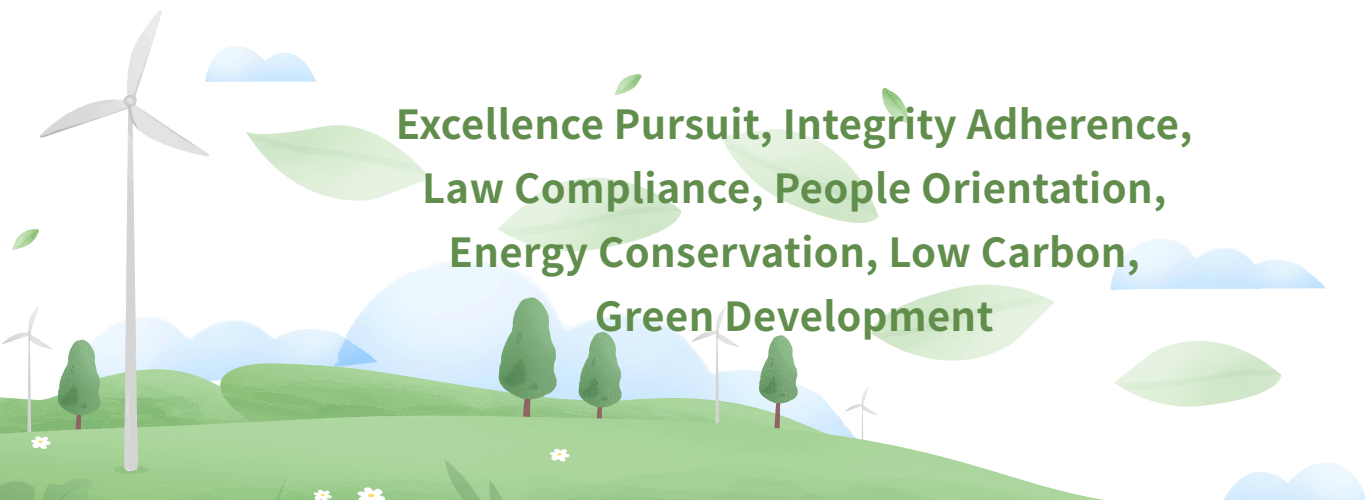 Excellence Pursuit, Integrity Adherence,
Law Compliance, People Orientation,
Energy Conservation, Low Carbon,
Green Development